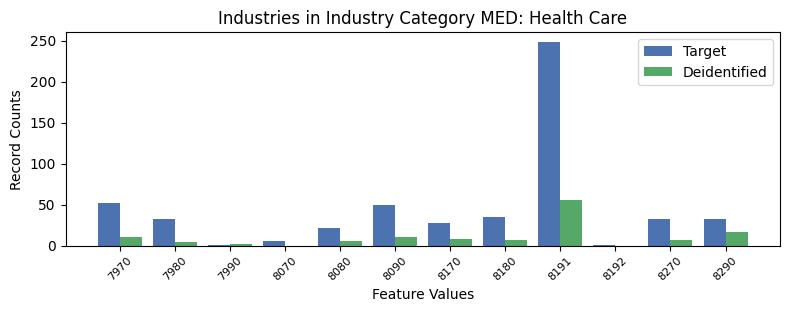 Industries in Industry Category MED: Health Care
Target
Deidentified
Record Counts
250
200
150
100
50
0
7970 7980 7990 8070 8080 8090 8170 8180 8191 8192 8270 8290
Feature Values